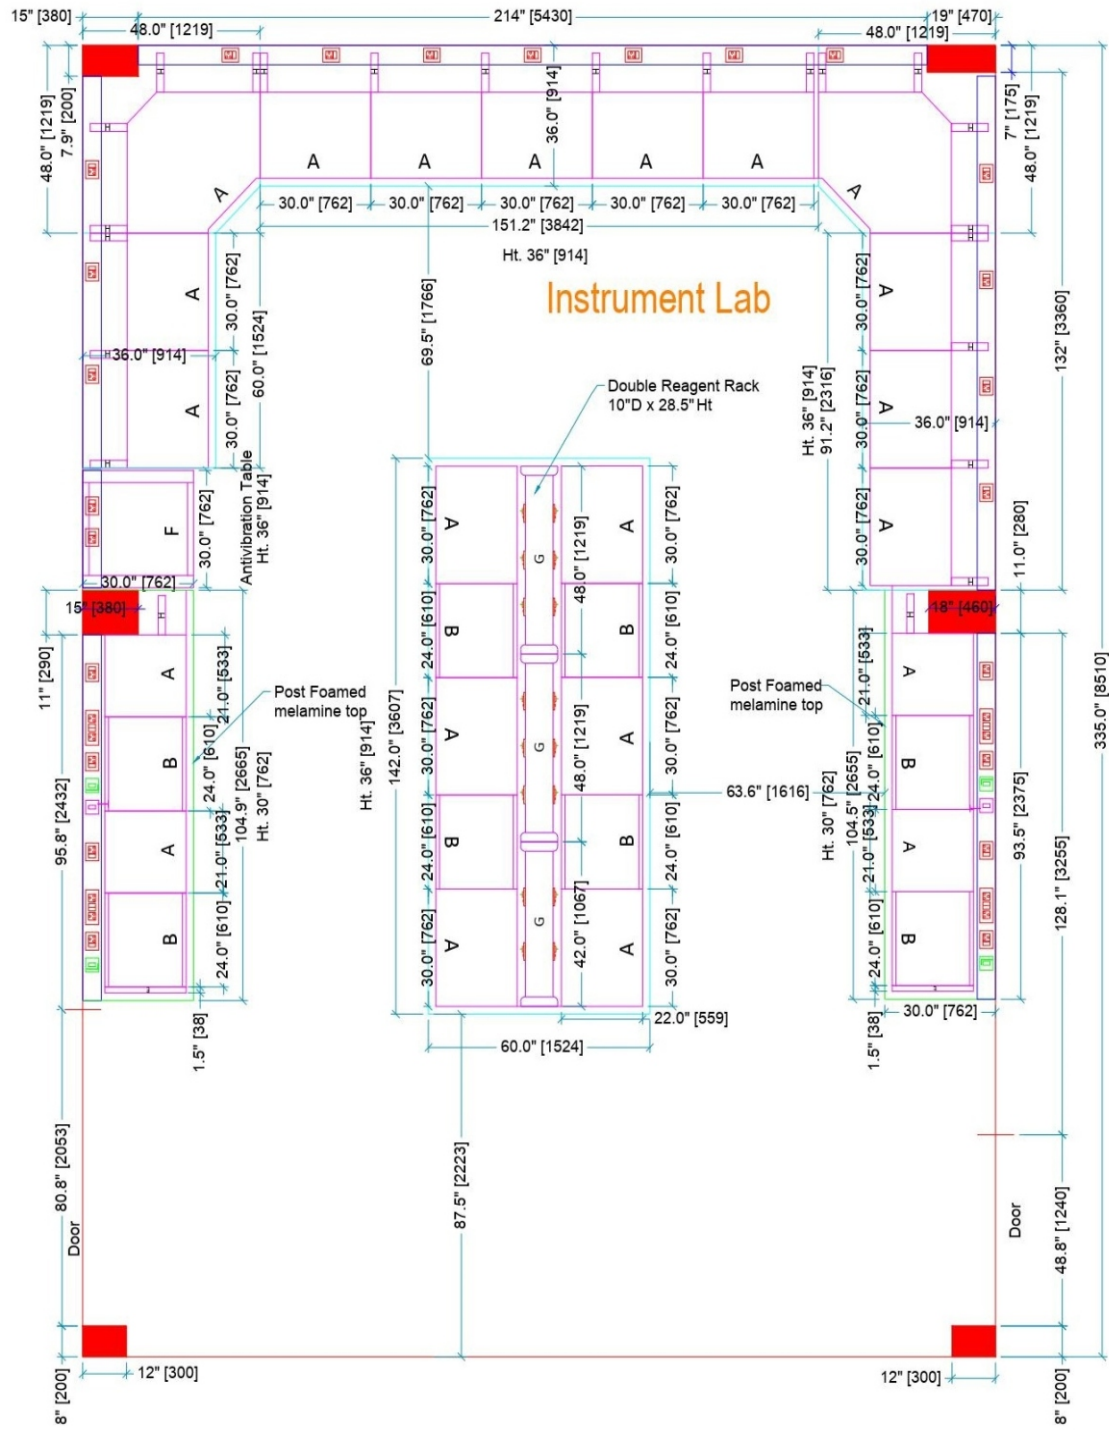 15" [380]
214" [5430]
19" [470]
48.0" [1219]
48.0" [1219]
48.0" [1219]
7.9" [200]
36.0" [914]
7" [175]
48.0" [1219]
H
H
H
H
H
H
H
H
H
H
H
A
A
A
A
A
A
A
30.0" [762]
30.0" [762]
30.0" [762]
30.0" [762]
30.0" [762]
151.2" [3842]
Ht. 36" [914]
Instrument Lab
H
H
A
30.0" [762]
60.0" [1524]
69.5" [1766]
30.0" [762]
A
132" [3360]
H
36.0" [914]
A
30.0" [762]
Double Reagent Rack
10"D x 28.5" Ht
Ht. 36" [914]
91.2" [2316]
30.0" [762]
A
36.0" [914]
H
H
Antivibration Table
Ht. 36" [914]
F
30.0" [762]
30.0" [762]
30.0" [762]
A
11.0" [280]
H
15" [380]
H
H
18" [460]
11" [290]
A
30.0" [762]
G
48.0" [1219]
A
30.0" [762]
B
24.0" [610]
B
24.0" [610]
A
21.0" [533]
Post Foamed
melamine top
B
24.0" [610]
104.9" [2665]
Ht. 30" [762]
95.8" [2432]
A
21.0" [533]
B
24.0" [610]
1.5" [38]
Ht. 36" [914]
142.0" [3607]
A
30.0" [762]
G
48.0" [1219]
A
30.0" [762]
B
24.0" [610]
B
24.0" [610]
A
30.0" [762]
G
42.0" [1067]
A
30.0" [762]
22.0" [559]
60.0" [1524]
Post Foamed
melamine top
63.6" [1616]
Ht. 30" [762]
104.5" [2655]
21.0" [533]
A
24.0" [610]
B
21.0" [533]
A
24.0" [610]
B
93.5" [2375]
128.1" [3255]
335.0" [8510]
1.5" [38]
30.0" [762]
80.8" [2053]
Door
87.5" [2223]
Door
48.8" [1240]
8" [200]
12" [300]
12" [300]
8" [200]